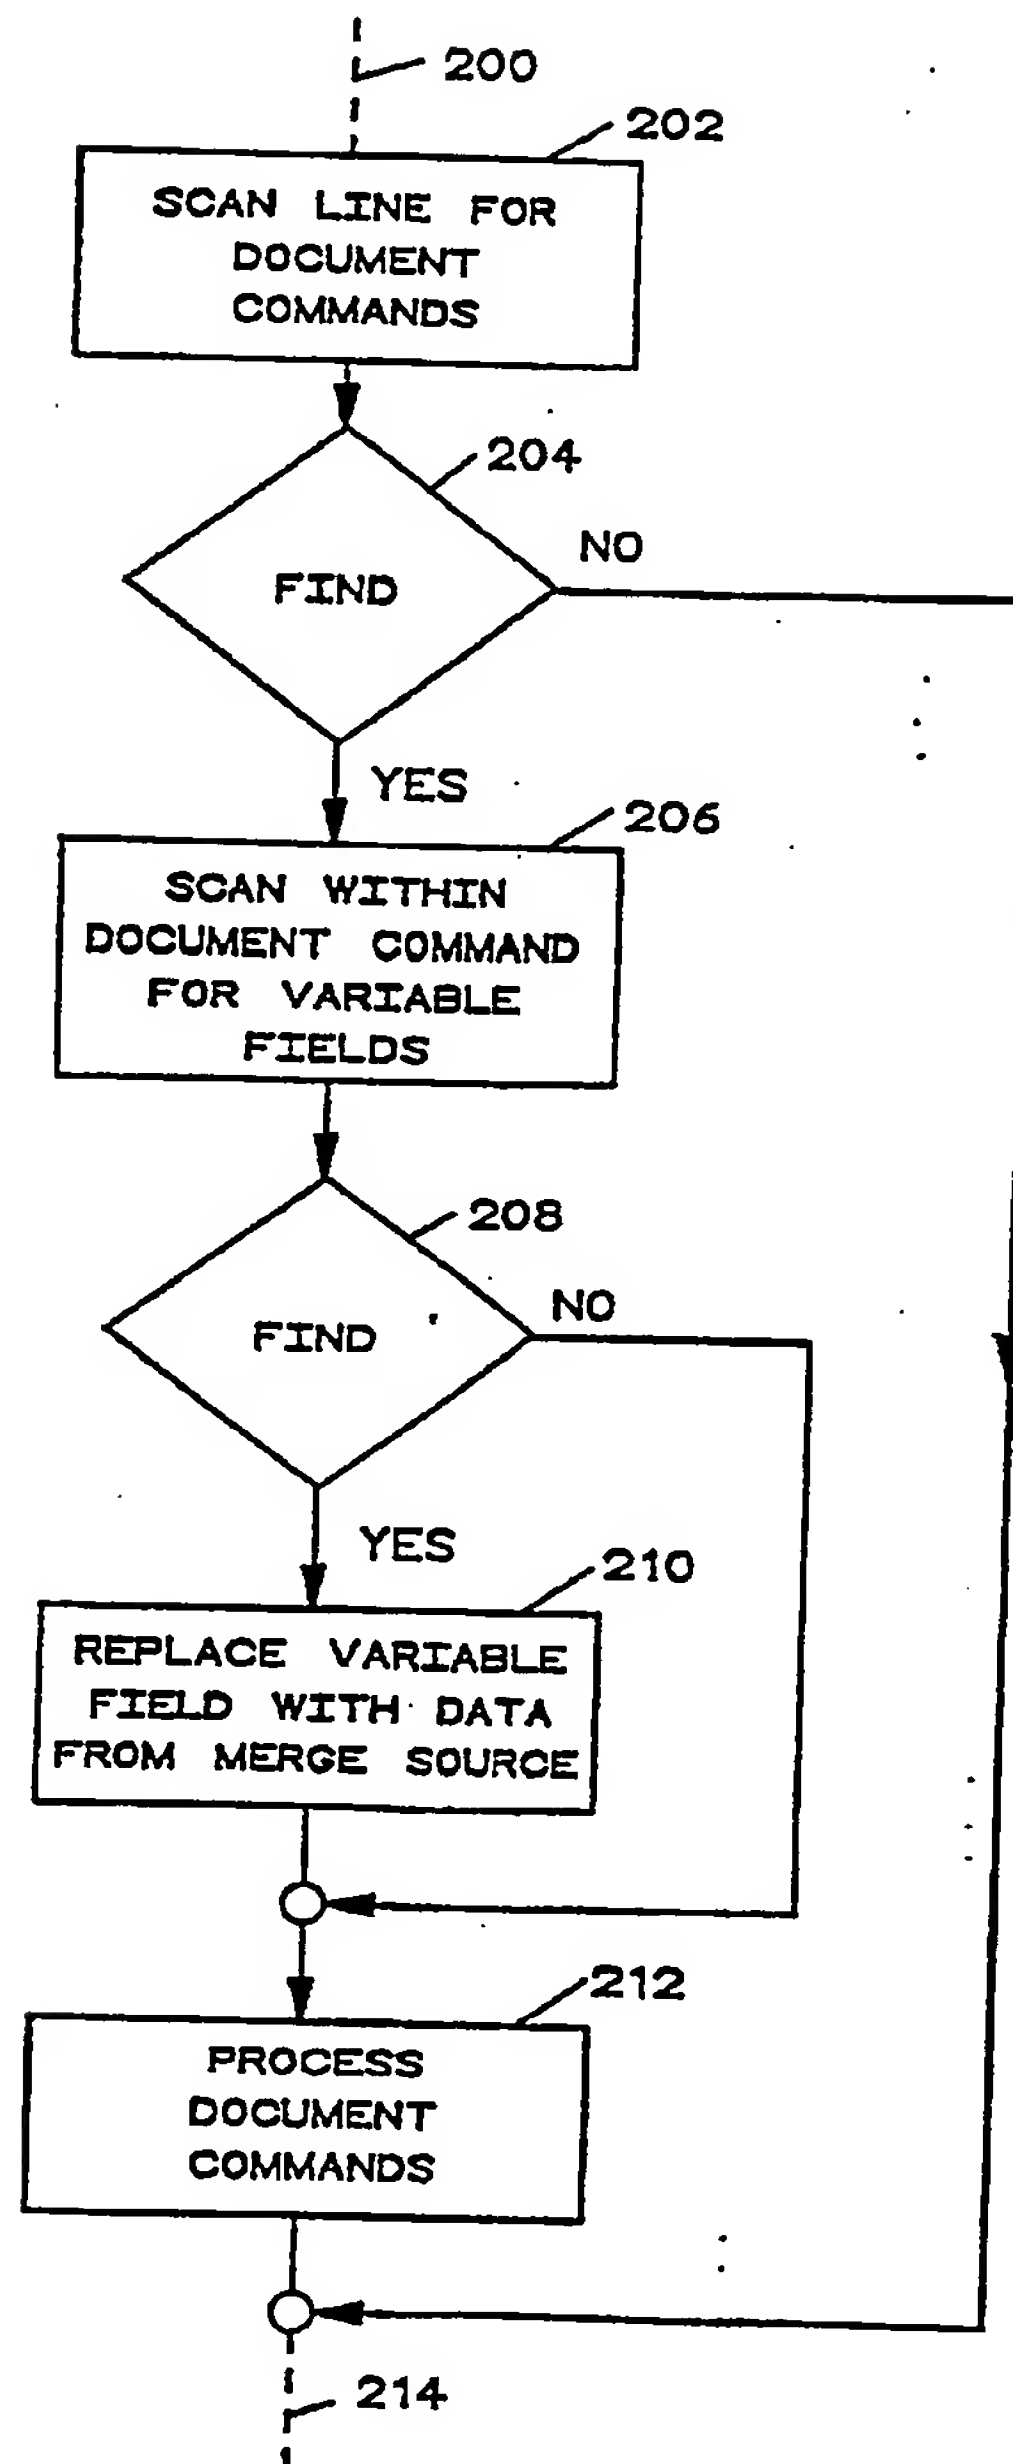 200
202
SCAN LINE FOR
DOCUMENT
COMMANDS
204
NO
FIND
YES
206
SCAN WITHIN
DOCUMENT COMMAND
FOR VARIABLE
FIELDS
208
NO
FIND
YES
210
REPLACE VARIABLE
FIELD WITH DATA
FROM MERGE SOURCE
212
PROCESS
DOCUMENT
COMMANDS
214